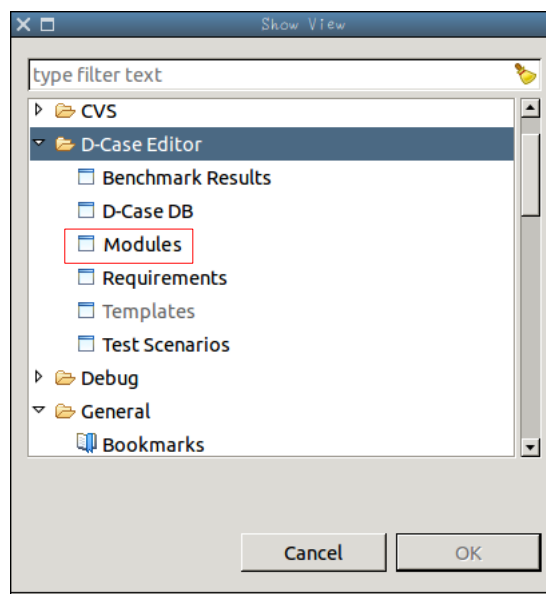 Show View
type filter text
CVS
D-Case Editor
Benchmark Results
D-Case DB
Modules
Requirements
Templates
Test Scenarios
Debug
General
Bookmarks
Cancel OK